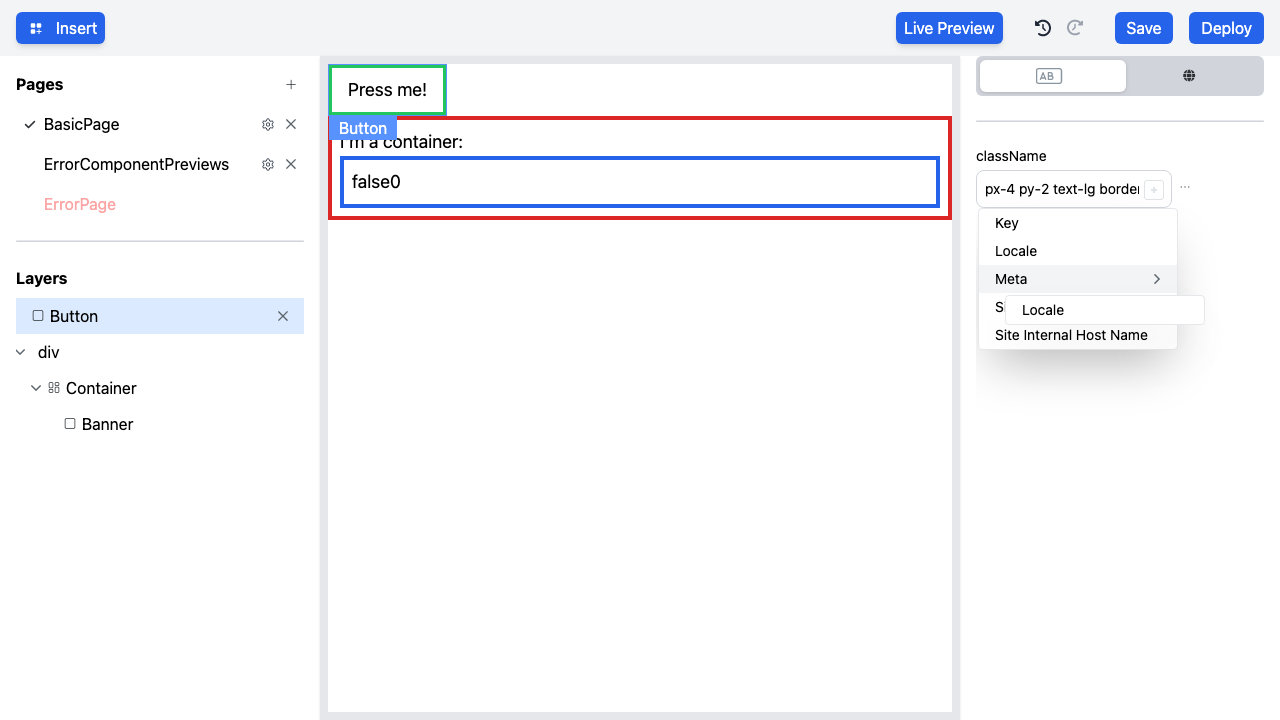 Insert
Live Preview
Save
Deploy
Pages
BasicPage
ErrorComponentPreviews
ErrorPage
Layers
Button
div
Container
Banner
Press me!
Button
I'm a container:
false0
AB
className
px-4 py-2 text-lg border
Key
Locale
Meta
Locale
Site Internal Host Name